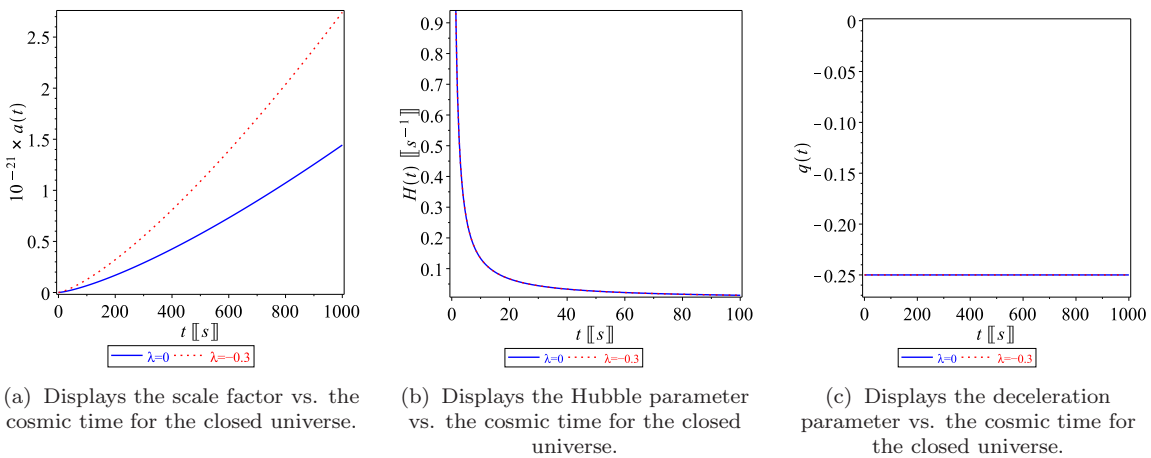 10⁻²¹ × a(t)
2.5
2
1.5
1
0.5
0
0 200 400 600 800 1000
t ⟦s⟧
λ=0 λ=−0.3
(a) Displays the scale factor vs. the
cosmic time for the closed universe.
H(t) ⟦s⁻¹⟧
0.9
0.8
0.7
0.6
0.5
0.4
0.3
0.2
0.1
0 20 40 60 80 100
t ⟦s⟧
λ=0 λ=−0.3
(b) Displays the Hubble parameter
vs. the cosmic time for the closed
universe.
q(t)
0
−0.05
−0.10
−0.15
−0.20
−0.25
0 200 400 600 800 1000
t ⟦s⟧
λ=0 λ=−0.3
(c) Displays the deceleration
parameter vs. the cosmic time for
the closed universe.